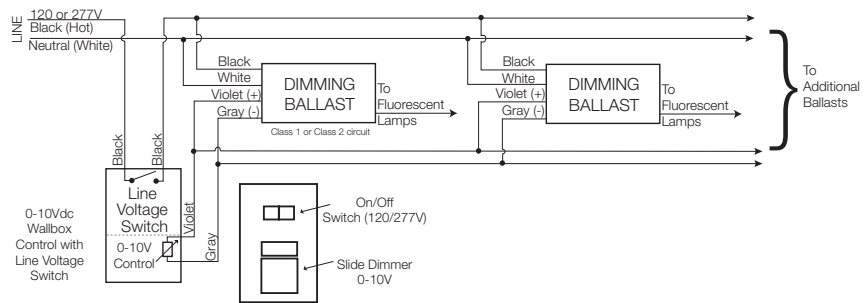 LINE
120 or 277V
Black (Hot)
Neutral (White)
Black
White
Violet (+)
Gray (-)
DIMMING
BALLAST
To
Fluorescent
Lamps
Class 1 or Class 2 circuit
Black
White
Violet (+)
Gray (-)
DIMMING
BALLAST
To
Fluorescent
Lamps
To
Additional
Ballasts
Black
Black
Line
Voltage
Switch
0-10V
Control
Violet
Gray
0-10Vdc
Wallbox
Control with
Line Voltage
Switch
On/Off
Switch (120/277V)
Slide Dimmer
0-10V